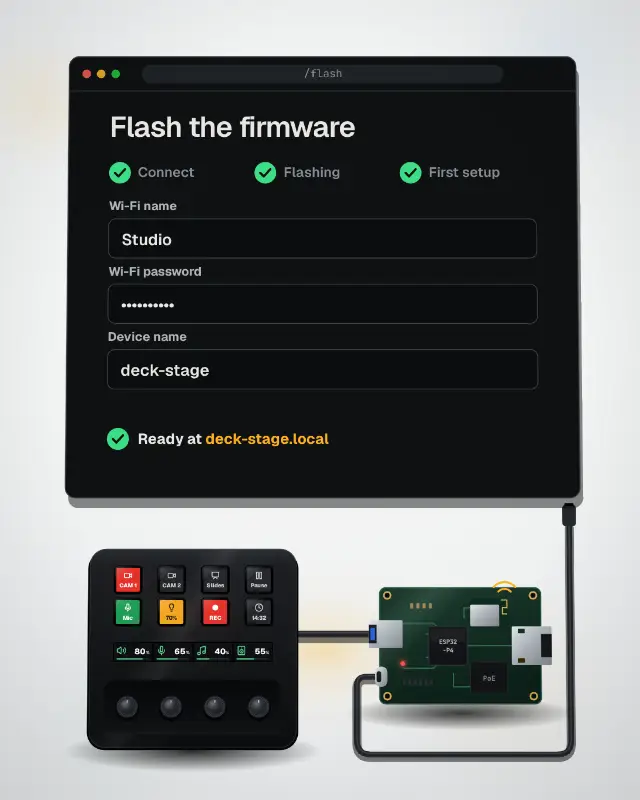 /flash
Flash the firmware
Connect Flashing First setup
Wi-Fi name
Studio
Wi-Fi password
••••••••••
Device name
deck-stage
Ready at deck-stage.local
CAM 1 CAM 2 Slides Pause
Mic 70% REC 14:32
80% 65% 40% 55%
ESP32
-P4
PoE